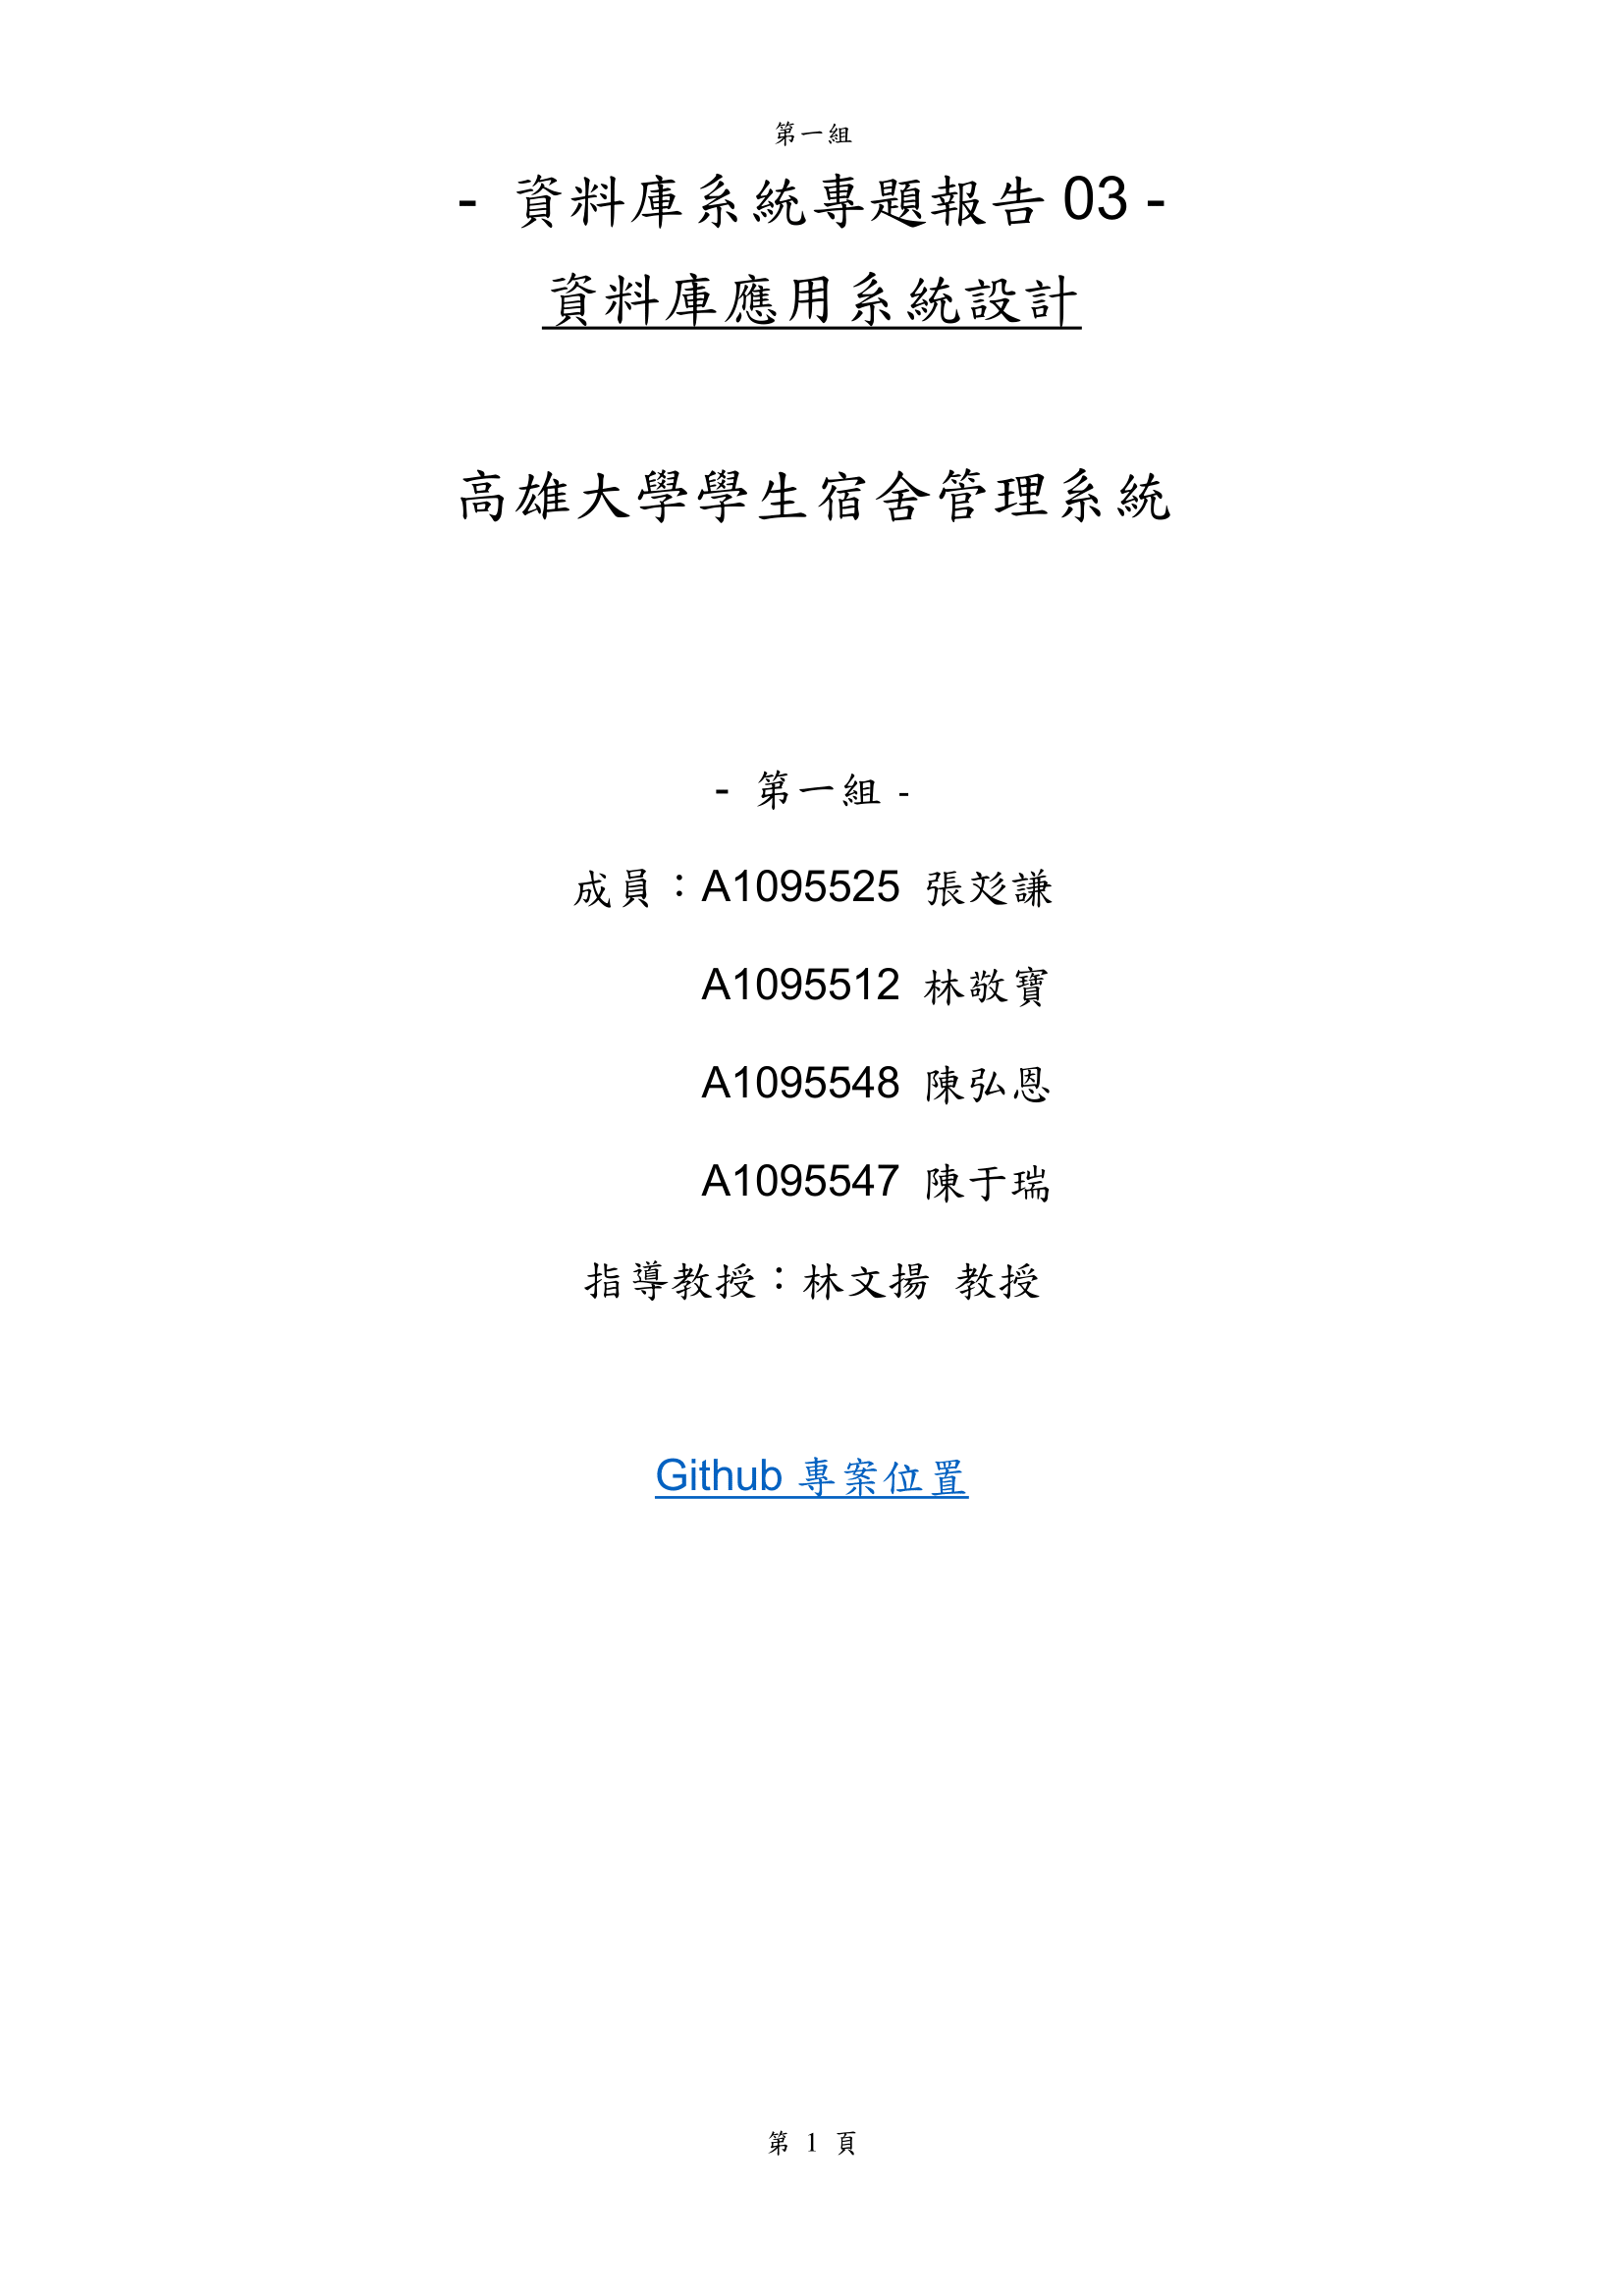 第一組
- 資料庫系統專題報告 03 -
資料庫應用系統設計
高雄大學學生宿舍管理系統
- 第一組 -
成員：A1095525 張彣謙
A1095512 林敬寶
A1095548 陳弘恩
A1095547 陳于瑞
指導教授：林文揚 教授
Github 專案位置
第 1 頁